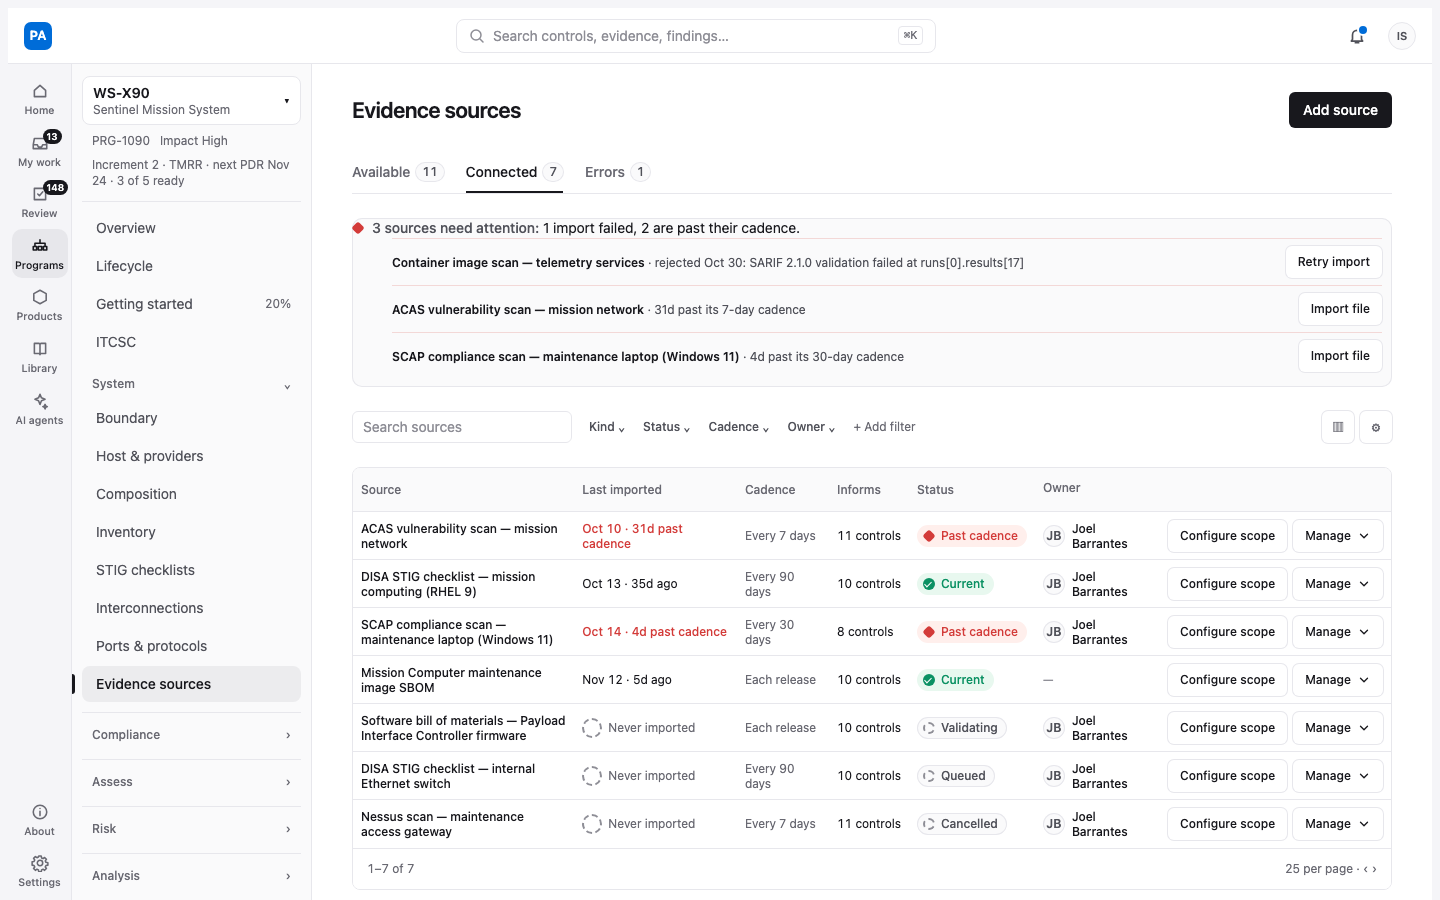 PA
Search controls, evidence, findings...
⌘K
IS
Home
13
My work
148
Review
Programs
Products
Library
AI agents
About
Settings
WS-X90
Sentinel Mission System
PRG-1090 Impact High
Increment 2 · TMRR · next PDR Nov
24 · 3 of 5 ready
Overview
Lifecycle
Getting started 20%
ITCSC
System
Boundary
Host & providers
Composition
Inventory
STIG checklists
Interconnections
Ports & protocols
Evidence sources
Compliance
Assess
Risk
Analysis
Evidence sources
Add source
Available 11
Connected 7
Errors 1
3 sources need attention: 1 import failed, 2 are past their cadence.
Container image scan — telemetry services · rejected Oct 30: SARIF 2.1.0 validation failed at runs[0].results[17]
Retry import
ACAS vulnerability scan — mission network · 31d past its 7-day cadence
Import file
SCAP compliance scan — maintenance laptop (Windows 11) · 4d past its 30-day cadence
Import file
Search sources
Kind
Status
Cadence
Owner
+ Add filter
Source Last imported Cadence Informs Status Owner
ACAS vulnerability scan — mission
network
Oct 10 · 31d past
cadence
Every 7 days
11 controls
Past cadence
JB
Joel
Barrantes
Configure scope
Manage
DISA STIG checklist — mission
computing (RHEL 9)
Oct 13 · 35d ago
Every 90
days
10 controls
Current
JB
Joel
Barrantes
Configure scope
Manage
SCAP compliance scan —
maintenance laptop (Windows 11)
Oct 14 · 4d past cadence
Every 30
days
8 controls
Past cadence
JB
Joel
Barrantes
Configure scope
Manage
Mission Computer maintenance
image SBOM
Nov 12 · 5d ago
Each release
10 controls
Current
—
Configure scope
Manage
Software bill of materials — Payload
Interface Controller firmware
Never imported
Each release
10 controls
Validating
JB
Joel
Barrantes
Configure scope
Manage
DISA STIG checklist — internal
Ethernet switch
Never imported
Every 90
days
10 controls
Queued
JB
Joel
Barrantes
Configure scope
Manage
Nessus scan — maintenance
access gateway
Never imported
Every 7 days
11 controls
Cancelled
JB
Joel
Barrantes
Configure scope
Manage
1–7 of 7
25 per page · ‹ ›